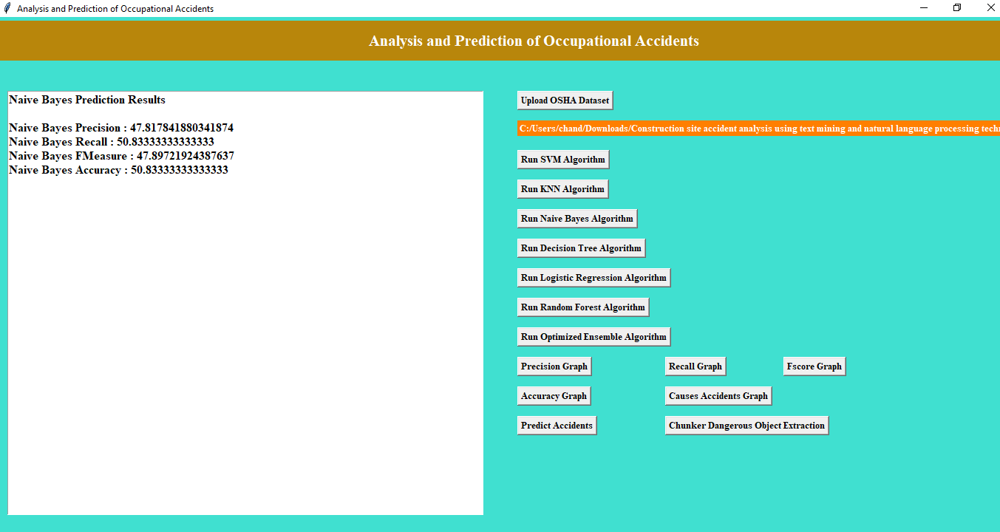 Analysis and Prediction of Occupational Accidents
Analysis and Prediction of Occupational Accidents
Naive Bayes Prediction Results
Naive Bayes Precision : 47.817841880341874
Naive Bayes Recall : 50.83333333333333
Naive Bayes FMeasure : 47.89721924387637
Naive Bayes Accuracy : 50.83333333333333
Upload OSHA Dataset
C:/Users/chand/Downloads/Construction site accident analysis using text mining and natural language processing
Run SVM Algorithm
Run KNN Algorithm
Run Naive Bayes Algorithm
Run Decision Tree Algorithm
Run Logistic Regression Algorithm
Run Random Forest Algorithm
Run Optimized Ensemble Algorithm
Precision Graph Recall Graph Fscore Graph
Accuracy Graph Causes Accidents Graph
Predict Accidents Chunker Dangerous Object Extraction